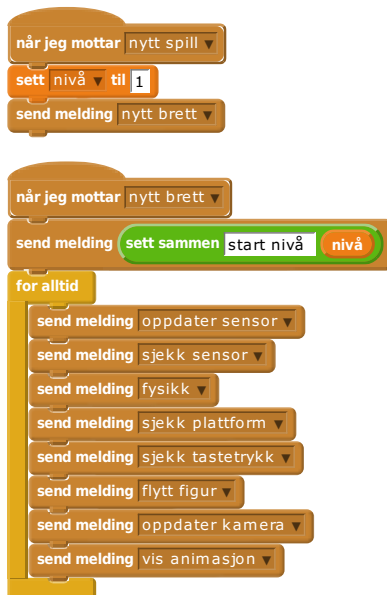 når jeg mottar nytt spill
sett nivå til 1
send melding nytt brett
når jeg mottar nytt brett
send melding sett sammen start nivå nivå
for alltid
send melding oppdater sensor
send melding sjekk sensor
send melding fysikk
send melding sjekk plattform
send melding sjekk tastetrykk
send melding flytt figur
send melding oppdater kamera
send melding vis animasjon